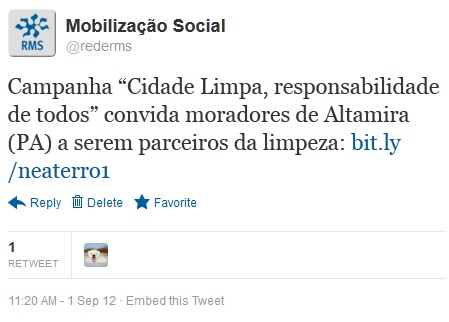 RMS
Mobilização Social
@rederms
Campanha “Cidade Limpa, responsabilidade
de todos” convida moradores de Altamira
(PA) a serem parceiros da limpeza: bit.ly
/neaterro1
Reply Delete Favorite
1
RETWEET
11:20 AM - 1 Sep 12 · Embed this Tweet